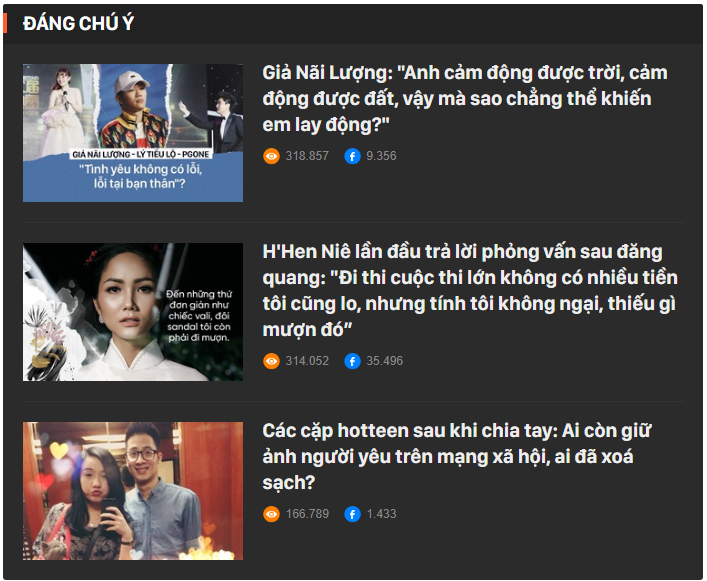 ĐÁNG CHÚ Ý
GIẢ NÃI LƯỢNG - LÝ TIỂU LỘ - PGONE
"Tình yêu không có lỗi,
lỗi tại bạn thân"?
Giả Nãi Lượng: "Anh cảm động được trời, cảm
động được đất, vậy mà sao chẳng thể khiến
em lay động?"
318.857 9.356
Đến những thứ
đơn giản như
chiếc vali, đôi
sandal tôi còn
phải đi mượn.
H'Hen Niê lần đầu trả lời phỏng vấn sau đăng
quang: "Đi thi cuộc thi lớn không có nhiều tiền
tôi cũng lo, nhưng tính tôi không ngại, thiếu gì
mượn đó”
314.052 35.496
Các cặp hotteen sau khi chia tay: Ai còn giữ
ảnh người yêu trên mạng xã hội, ai đã xoá
sạch?
166.789 1.433